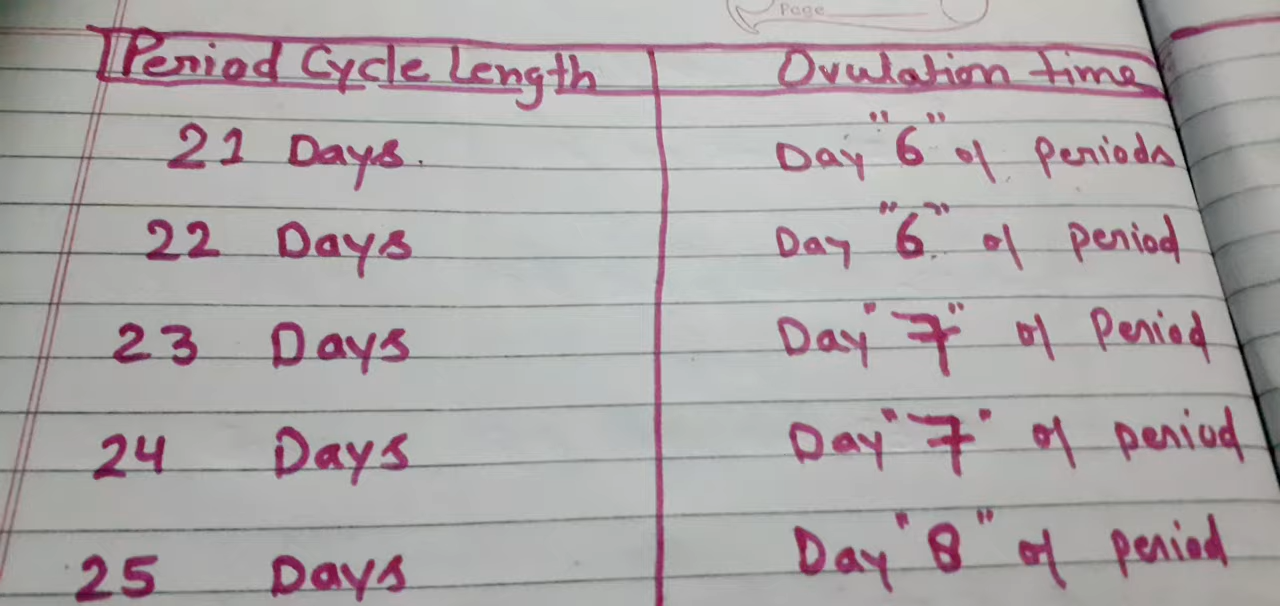 Page
Period Cycle Length Ovulation time
21 Days. Day "6" of periods
22 Days Day "6" of period
23 Days Day "7" of Period
24 Days Day "7" of period
25 Days Day "8" of period